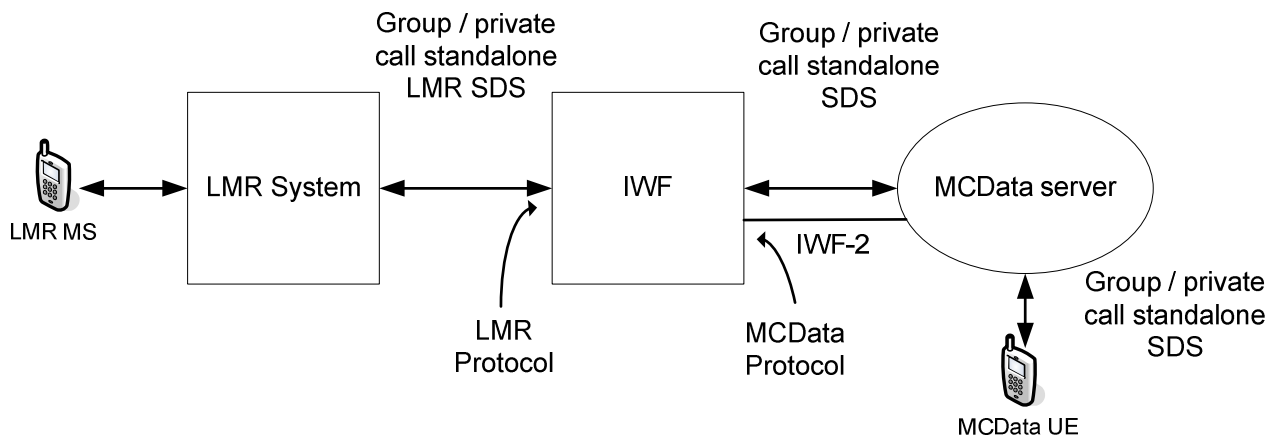 Group / private
call standalone
LMR SDS
Group / private
call standalone
SDS
LMR MS
LMR System
IWF
MCData server
IWF-2
LMR
Protocol
MCData
Protocol
Group / private
call standalone
SDS
MCData UE